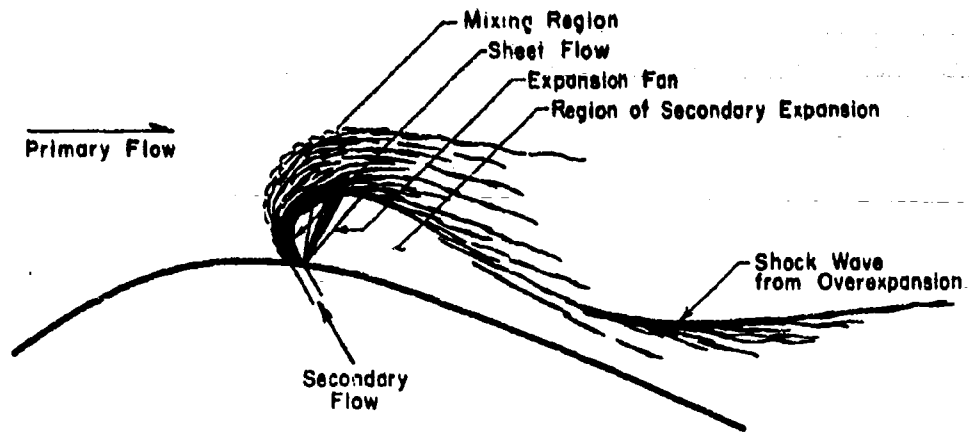 Mixing Region
Sheet Flow
Expansion Fan
Region of Secondary Expansion
Primary Flow
Shock Wave
from Overexpansion
Secondary
Flow